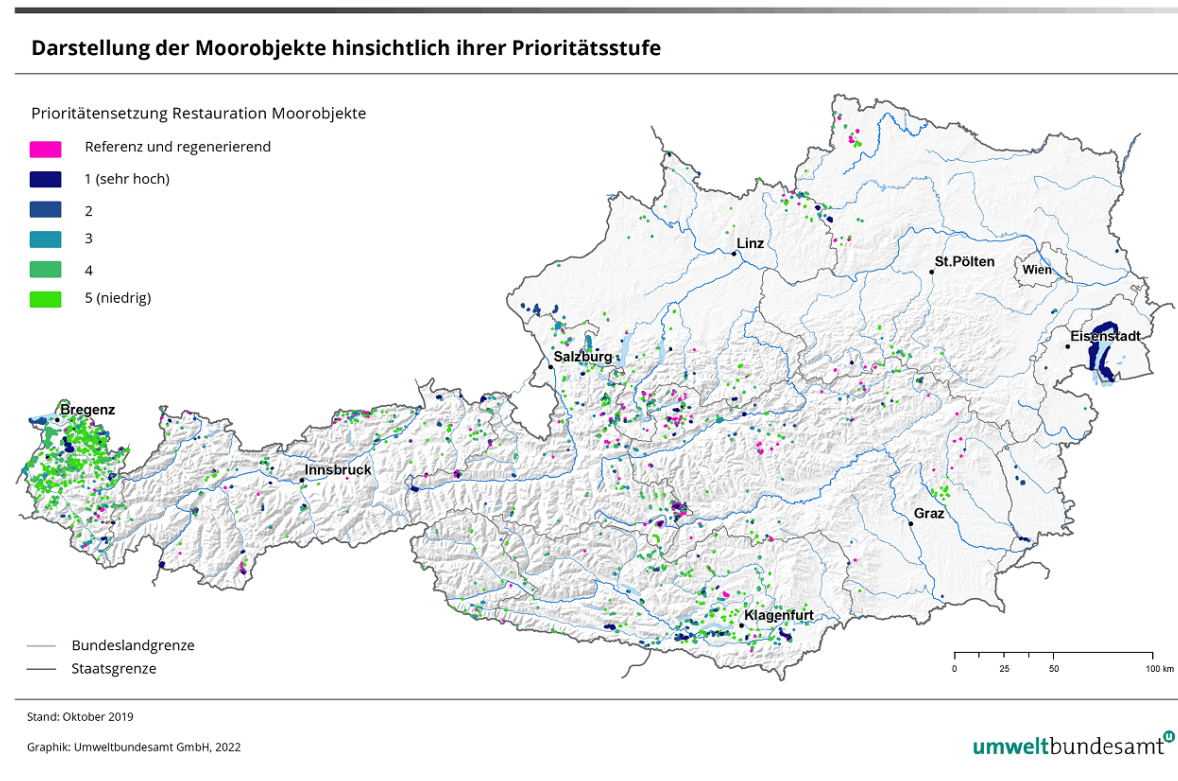 Darstellung der Moorobjekte hinsichtlich ihrer Prioritätsstufe
Prioritätensetzung Restauration Moorobjekte
Referenz und regenerierend
1 (sehr hoch)
2
3
4
5 (niedrig)
Linz
St.Pölten
Wien
Eisenstadt
Salzburg
Bregenz
Innsbruck
Graz
Klagenfurt
Bundeslandgrenze
Staatsgrenze
0 25 50 100 km
Stand: Oktober 2019
Graphik: Umweltbundesamt GmbH, 2022
umweltbundesamt u